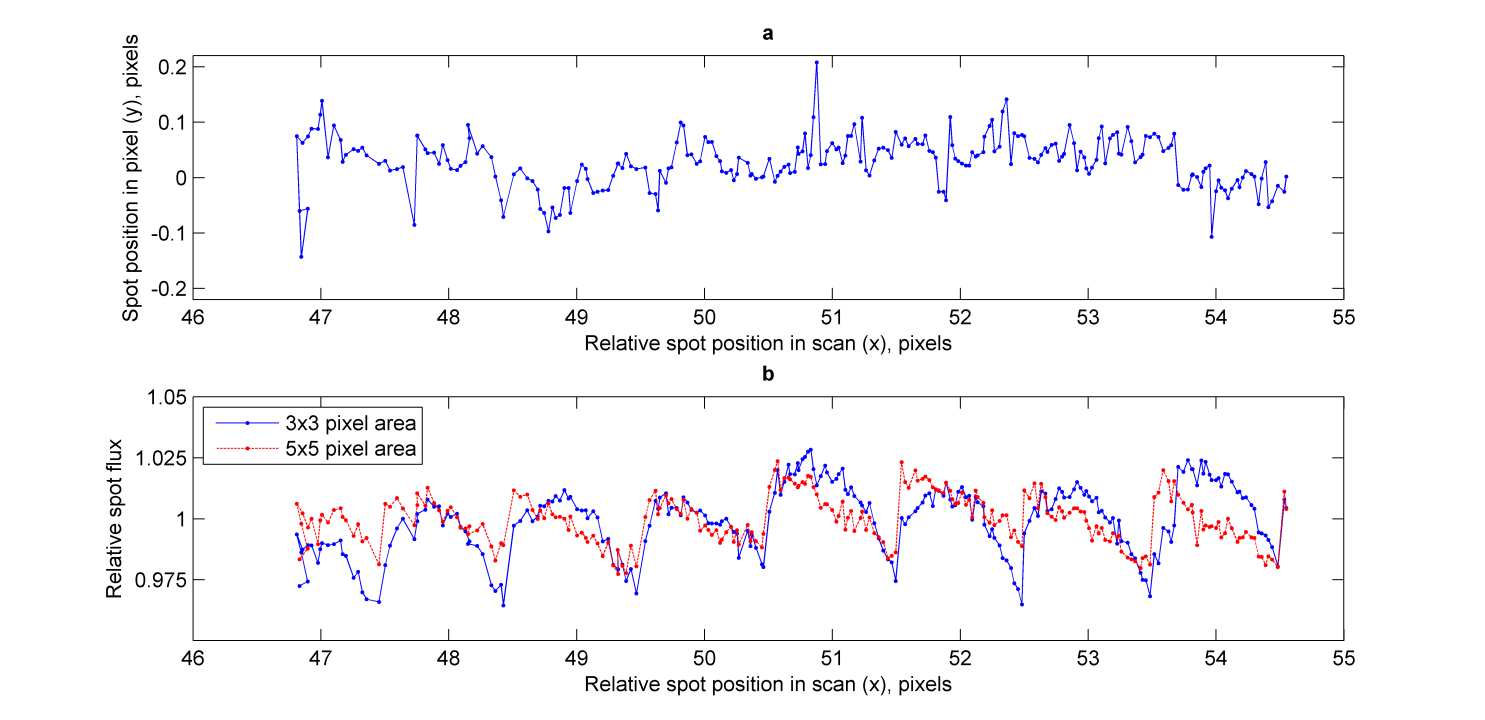 a
Spot position in pixel (y), pixels
0.2
0.1
0
-0.1
-0.2
46 47 48 49 50 51 52 53 54 55
Relative spot position in scan (x), pixels
b
Relative spot flux
1.05
1.025
1
0.975
3x3 pixel area
5x5 pixel area
46 47 48 49 50 51 52 53 54 55
Relative spot position in scan (x), pixels